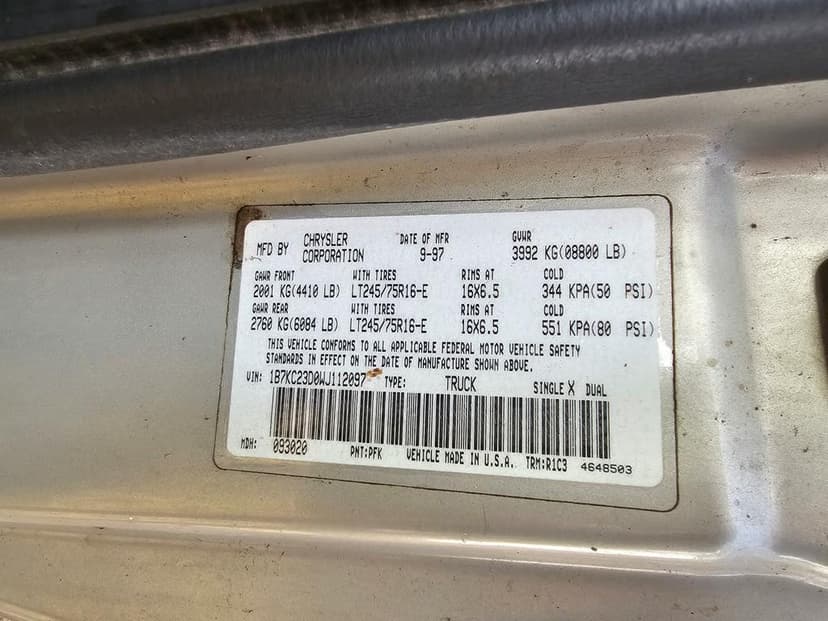 MFD BY CHRYSLER CORPORATION DATE OF MFR 9-97 GVWR 3992 KG(08800 LB)
GAWR FRONT WITH TIRES RIMS AT COLD
2001 KG(4410 LB) LT245/75R16-E 16X6.5 344 KPA(50 PSI)
GAWR REAR WITH TIRES RIMS AT COLD
2760 KG(6084 LB) LT245/75R16-E 16X6.5 551 KPA(80 PSI)
THIS VEHICLE CONFORMS TO ALL APPLICABLE FEDERAL MOTOR VEHICLE SAFETY
STANDARDS IN EFFECT ON THE DATE OF MANUFACTURE SHOWN ABOVE.
VIN: 1B7KC23D0WJ112097 TYPE: TRUCK SINGLE X DUAL
MDH: 093020 PNT:PFK VEHICLE MADE IN U.S.A. TRM:R1C3 4648503